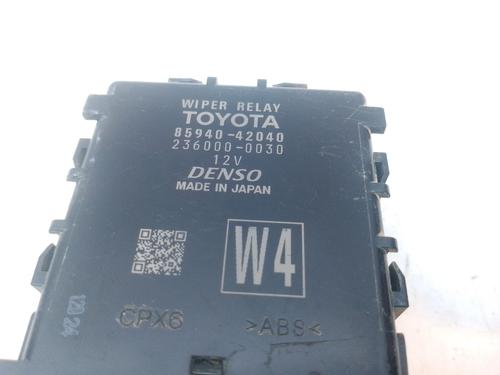 WIPER RELAY
TOYOTA
85940-42040
236000-0030
12V
DENSO
MADE IN JAPAN
W4
CPX6 >ABS<